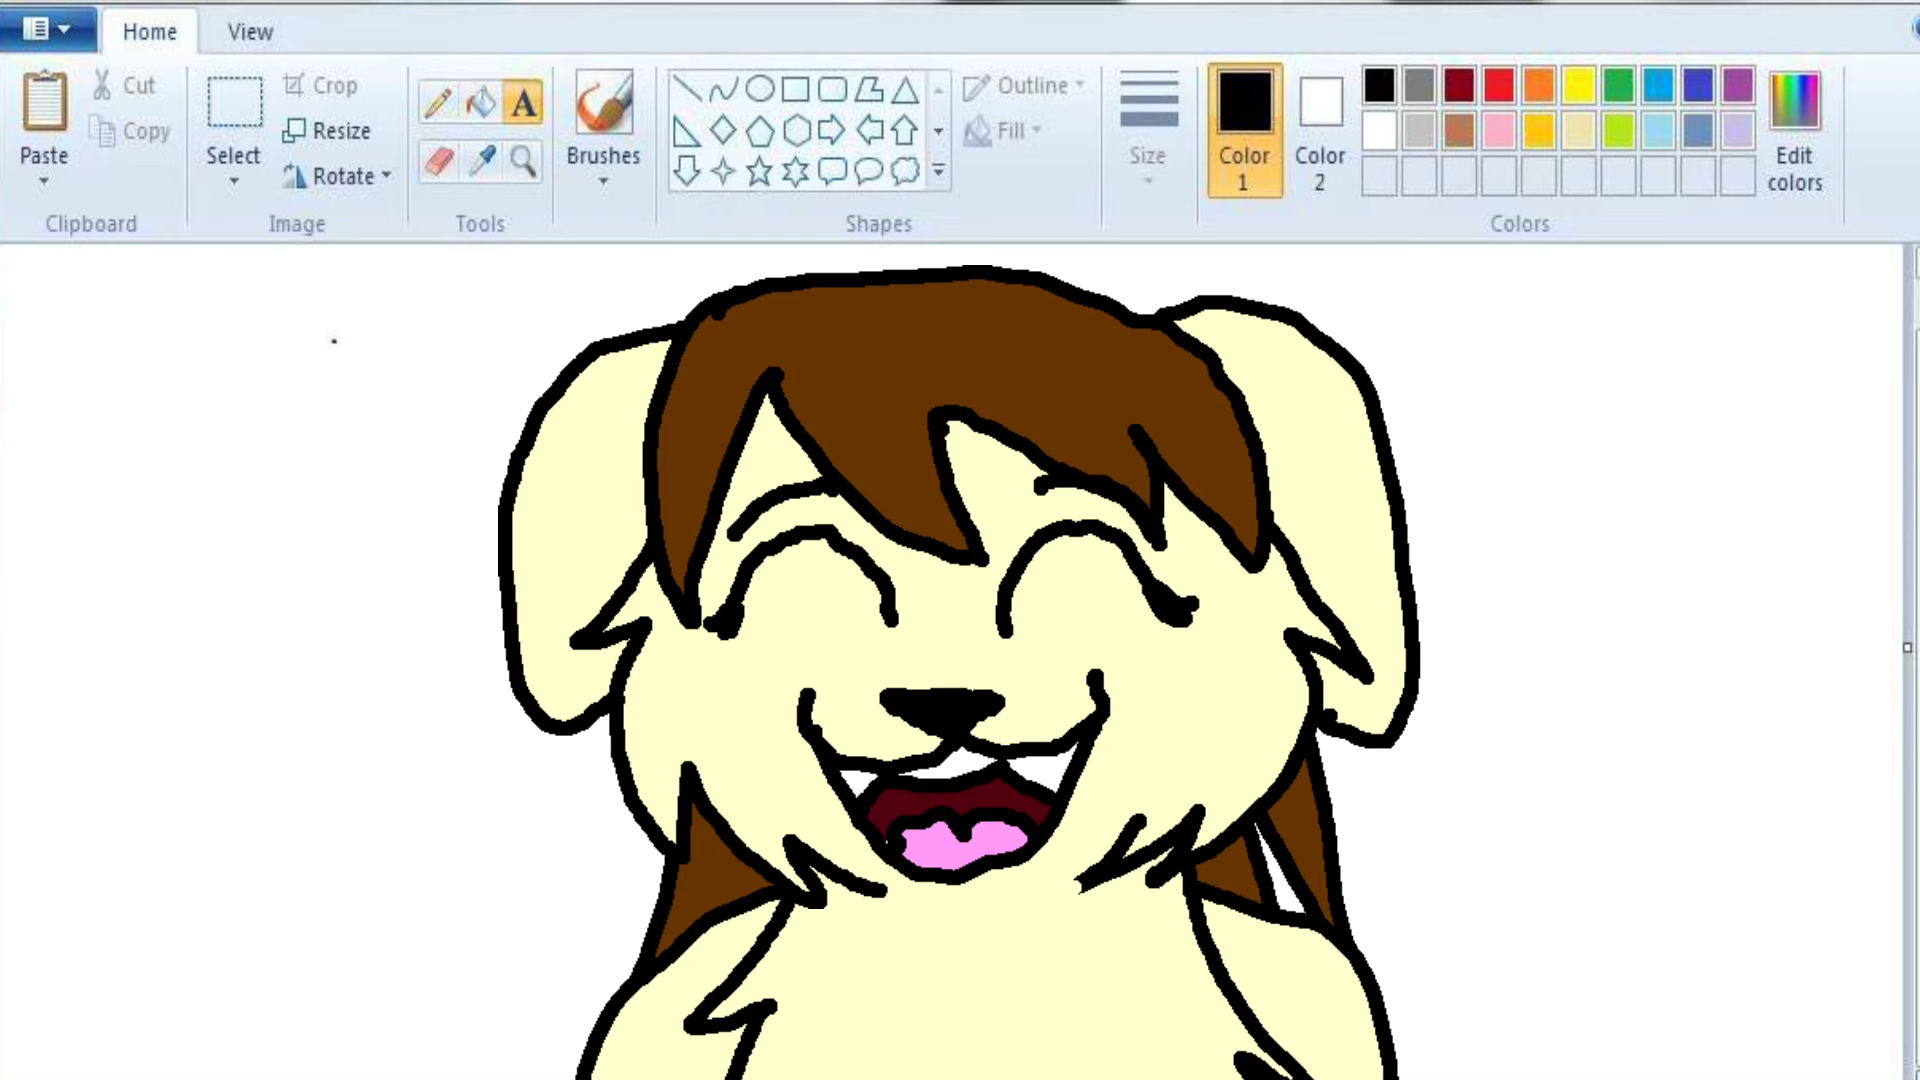 Home View
Cut
Copy
Paste
Clipboard
Crop
Resize
Rotate
Select
Image
A
Tools
Brushes
Outline
Fill
Shapes
Size
Color 1
Color 2
Edit colors
Colors